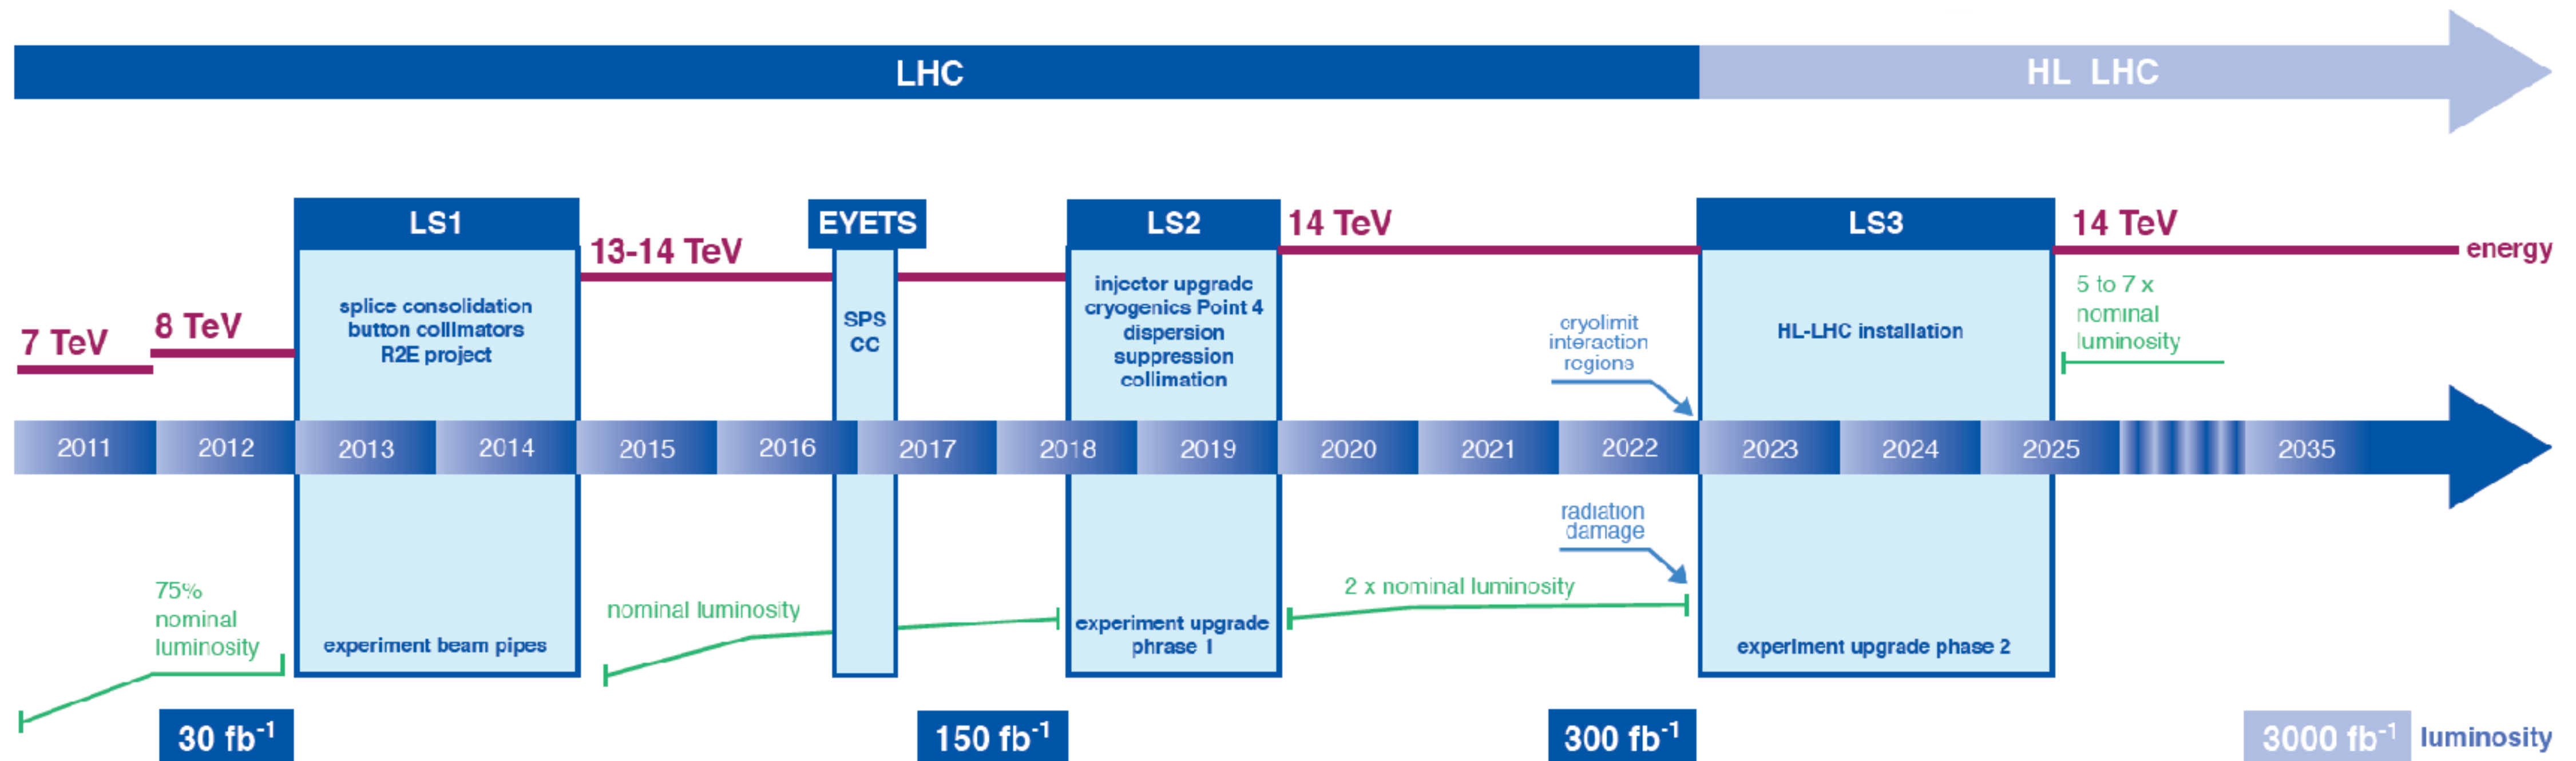 LHC
HL LHC
LS1
EYETS
LS2
14 TeV
LS3
14 TeV
energy
13-14 TeV
7 TeV
8 TeV
splice consolidation
button collimators
R2E project
SPS
CC
injector upgrade
cryogenics Point 4
dispersion
suppression
collimation
cryolimit
interaction
regions
HL-LHC installation
5 to 7 x
nominal
luminosity
2011
2012
2013
2014
2015
2016
2017
2018
2019
2020
2021
2022
2023
2024
2025
2035
radiation
damage
75%
nominal
luminosity
experiment beam pipes
nominal luminosity
experiment upgrade
phrase 1
2 x nominal luminosity
experiment upgrade phase 2
30 fb⁻¹
150 fb⁻¹
300 fb⁻¹
3000 fb⁻¹
luminosity